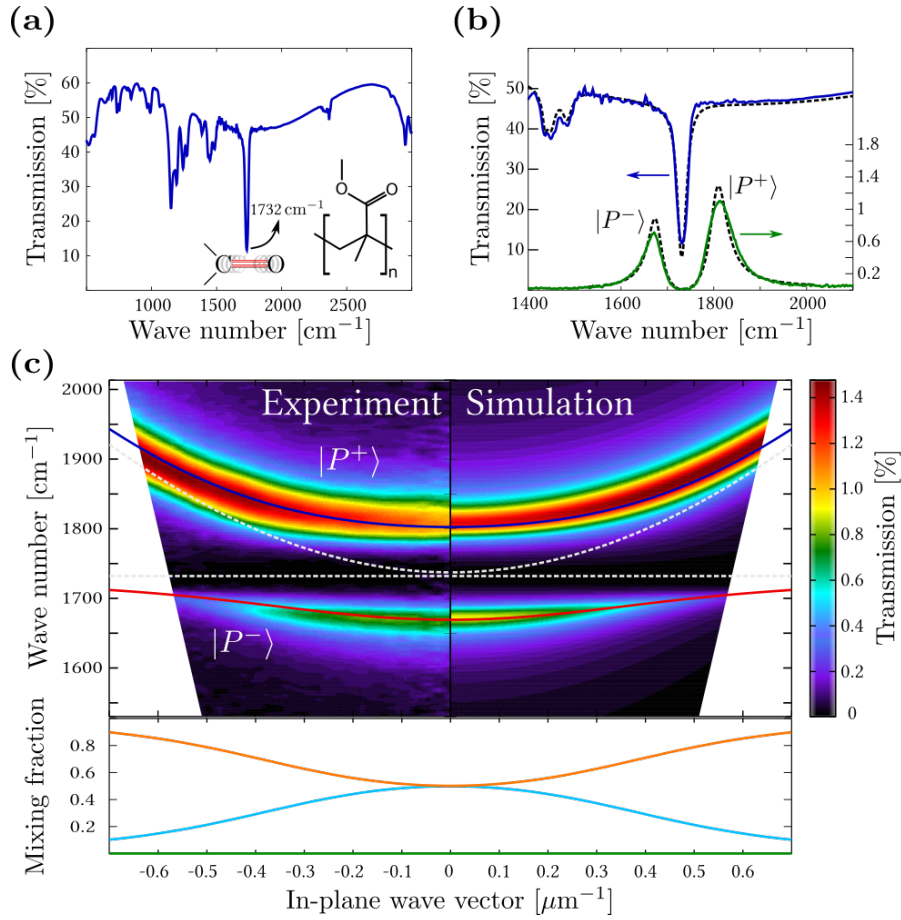 (a)
(b)
Transmission [%]
60
50
40
30
20
10
1000
1500
2000
2500
Wave number [cm⁻¹]
1732 cm⁻¹
C
O
O
O
n
Transmission [%]
50
40
30
20
10
1.8
1.4
1
0.6
0.2
|P⁻⟩
|P⁺⟩
1400
1600
1800
2000
Wave number [cm⁻¹]
(c)
Wave number [cm⁻¹]
2000
1900
1800
1700
1600
Experiment
Simulation
|P⁺⟩
|P⁻⟩
1.4
1.2
1.0
0.8
0.6
0.4
0.2
0
Transmission [%]
Mixing fraction
0.8
0.4
0.2
-0.6 -0.5 -0.4 -0.3 -0.2 -0.1 0 0.1 0.2 0.3 0.4 0.5 0.6
In-plane wave vector [μm⁻¹]